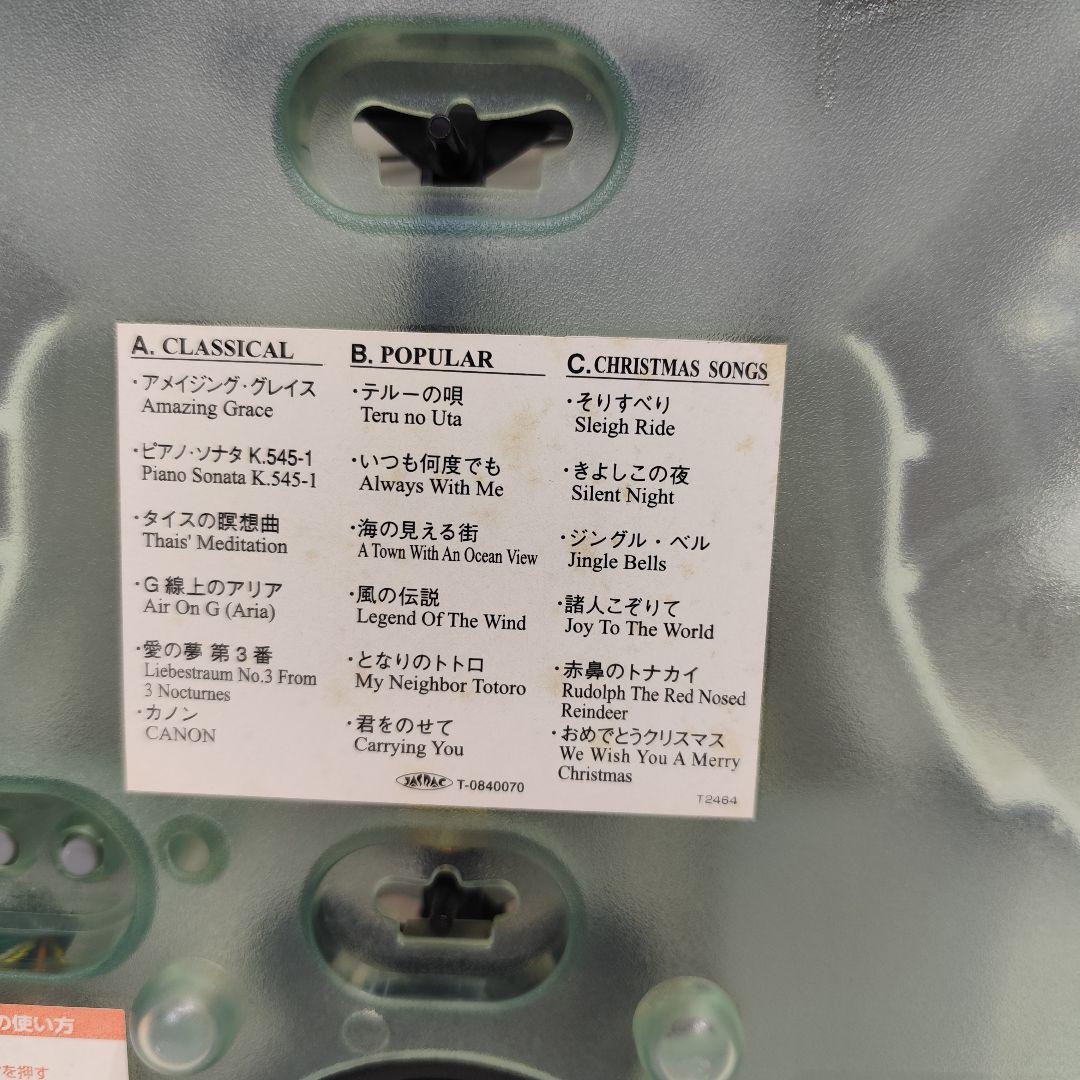 A. CLASSICAL
・アメイジング・グレイス
Amazing Grace
・ピアノ・ソナタ K.545-1
Piano Sonata K.545-1
・タイスの瞑想曲
Thais' Meditation
・G 線上のアリア
Air On G (Aria)
・愛の夢 第3番
Liebestraum No.3 From
3 Nocturnes
・カノン
CANON
B. POPULAR
・テルーの唄
Teru no Uta
・いつも何度でも
Always With Me
・海の見える街
A Town With An Ocean View
・風の伝説
Legend Of The Wind
・となりのトトロ
My Neighbor Totoro
・君をのせて
Carrying You
JASRAC T-0840070
C. CHRISTMAS SONGS
・そりすべり
Sleigh Ride
・きよしこの夜
Silent Night
・ジングル・ベル
Jingle Bells
・諸人こぞりて
Joy To The World
・赤鼻のトナカイ
Rudolph The Red Nosed
Reindeer
・おめでとうクリスマス
We Wish You A Merry
Christmas
T2464
の使い方
を押す